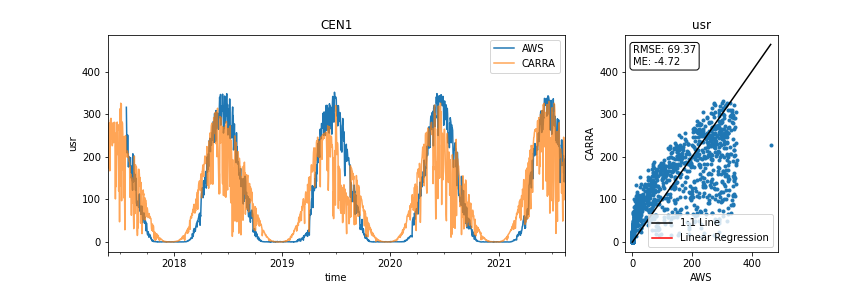 CEN1
usr
AWS
CARRA
400
300
200
100
0
usr
2018
2019
2020
2021
time
RMSE: 69.37
ME: -4.72
400
300
200
100
0
CARRA
1:1 Line
Linear Regression
0
200
400
AWS